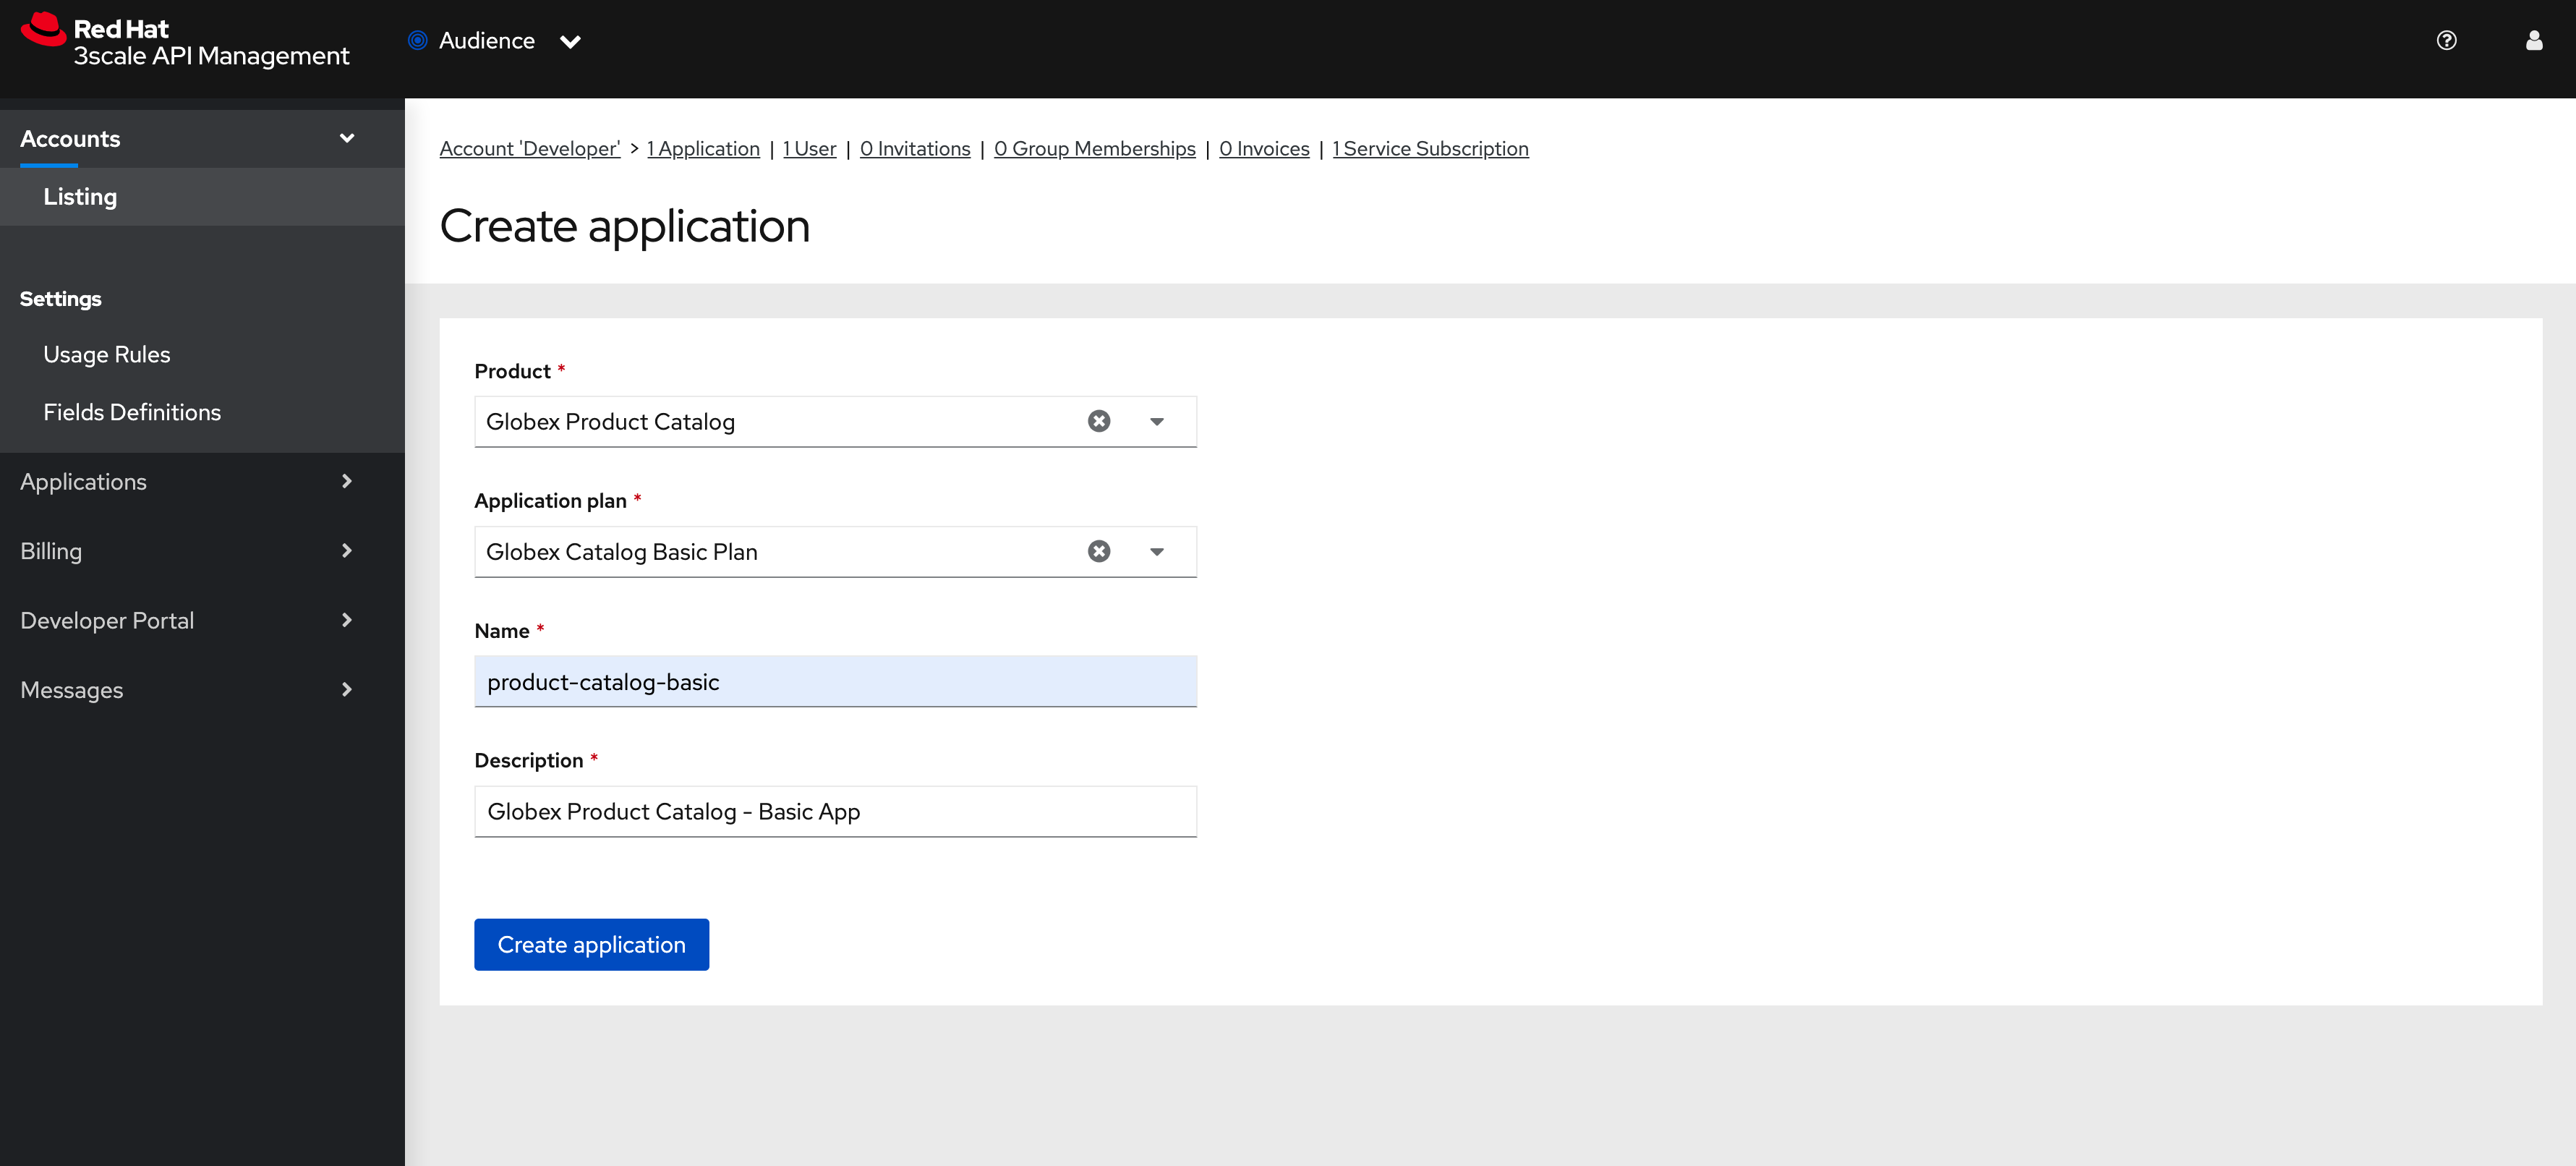 Red Hat
3scale API Management
Audience
Accounts
Listing
Settings
Usage Rules
Fields Definitions
Applications
Billing
Developer Portal
Messages
Account 'Developer' > 1 Application | 1 User | 0 Invitations | 0 Group Memberships | 0 Invoices | 1 Service Subscription
Create application
Product *
Globex Product Catalog
Application plan *
Globex Catalog Basic Plan
Name *
product-catalog-basic
Description *
Globex Product Catalog - Basic App
Create application